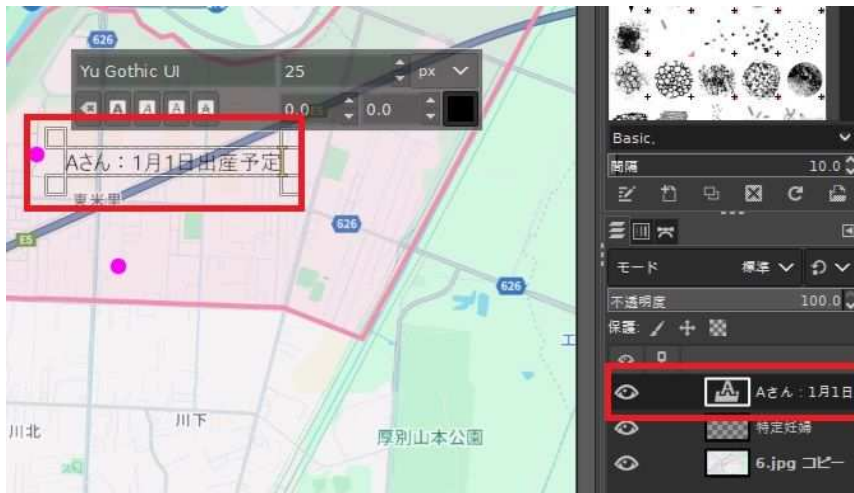 626
Yu Gothic UI 25 px
A A A A
0.0 0.0
Aさん：1月1日出産予定
東米里
626
E5
626
川北
川下
厚別山本公園
Basic,
間隔 10.0
モード 標準
不透明度 100.0
保護:
Aさん：1月1日
特定妊婦
6.jpg コピー